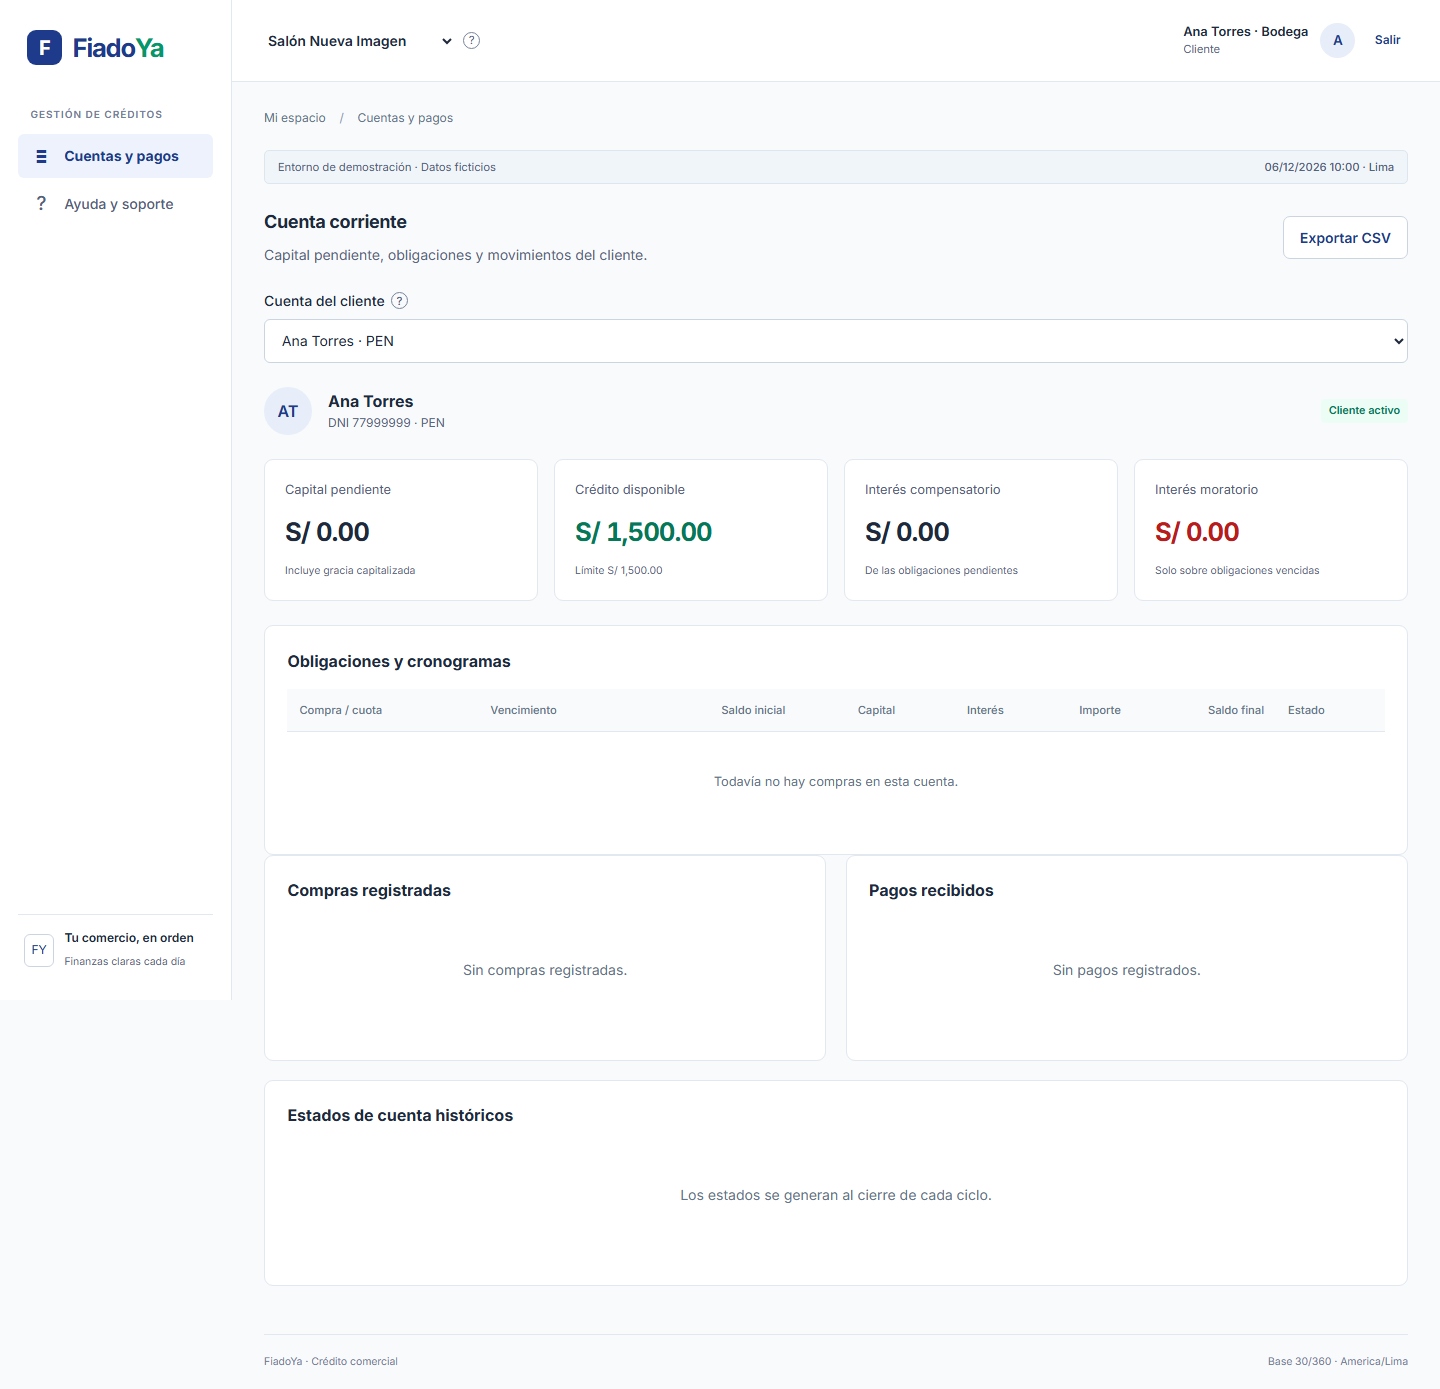 F FiadoYa
Salón Nueva Imagen ?
Ana Torres · Bodega
Cliente
A
Salir
GESTIÓN DE CRÉDITOS
Cuentas y pagos
? Ayuda y soporte
Mi espacio / Cuentas y pagos
Entorno de demostración · Datos ficticios
06/12/2026 10:00 · Lima
Cuenta corriente
Capital pendiente, obligaciones y movimientos del cliente.
Exportar CSV
Cuenta del cliente ?
Ana Torres · PEN
AT
Ana Torres
DNI 77999999 · PEN
Cliente activo
Capital pendiente
S/ 0.00
Incluye gracia capitalizada
Crédito disponible
S/ 1,500.00
Límite S/ 1,500.00
Interés compensatorio
S/ 0.00
De las obligaciones pendientes
Interés moratorio
S/ 0.00
Solo sobre obligaciones vencidas
Obligaciones y cronogramas
Compra / cuota Vencimiento Saldo inicial Capital Interés Importe Saldo final Estado
Todavía no hay compras en esta cuenta.
Compras registradas
Sin compras registradas.
Pagos recibidos
Sin pagos registrados.
FY
Tu comercio, en orden
Finanzas claras cada día
Estados de cuenta históricos
Los estados se generan al cierre de cada ciclo.
FiadoYa · Crédito comercial
Base 30/360 · America/Lima